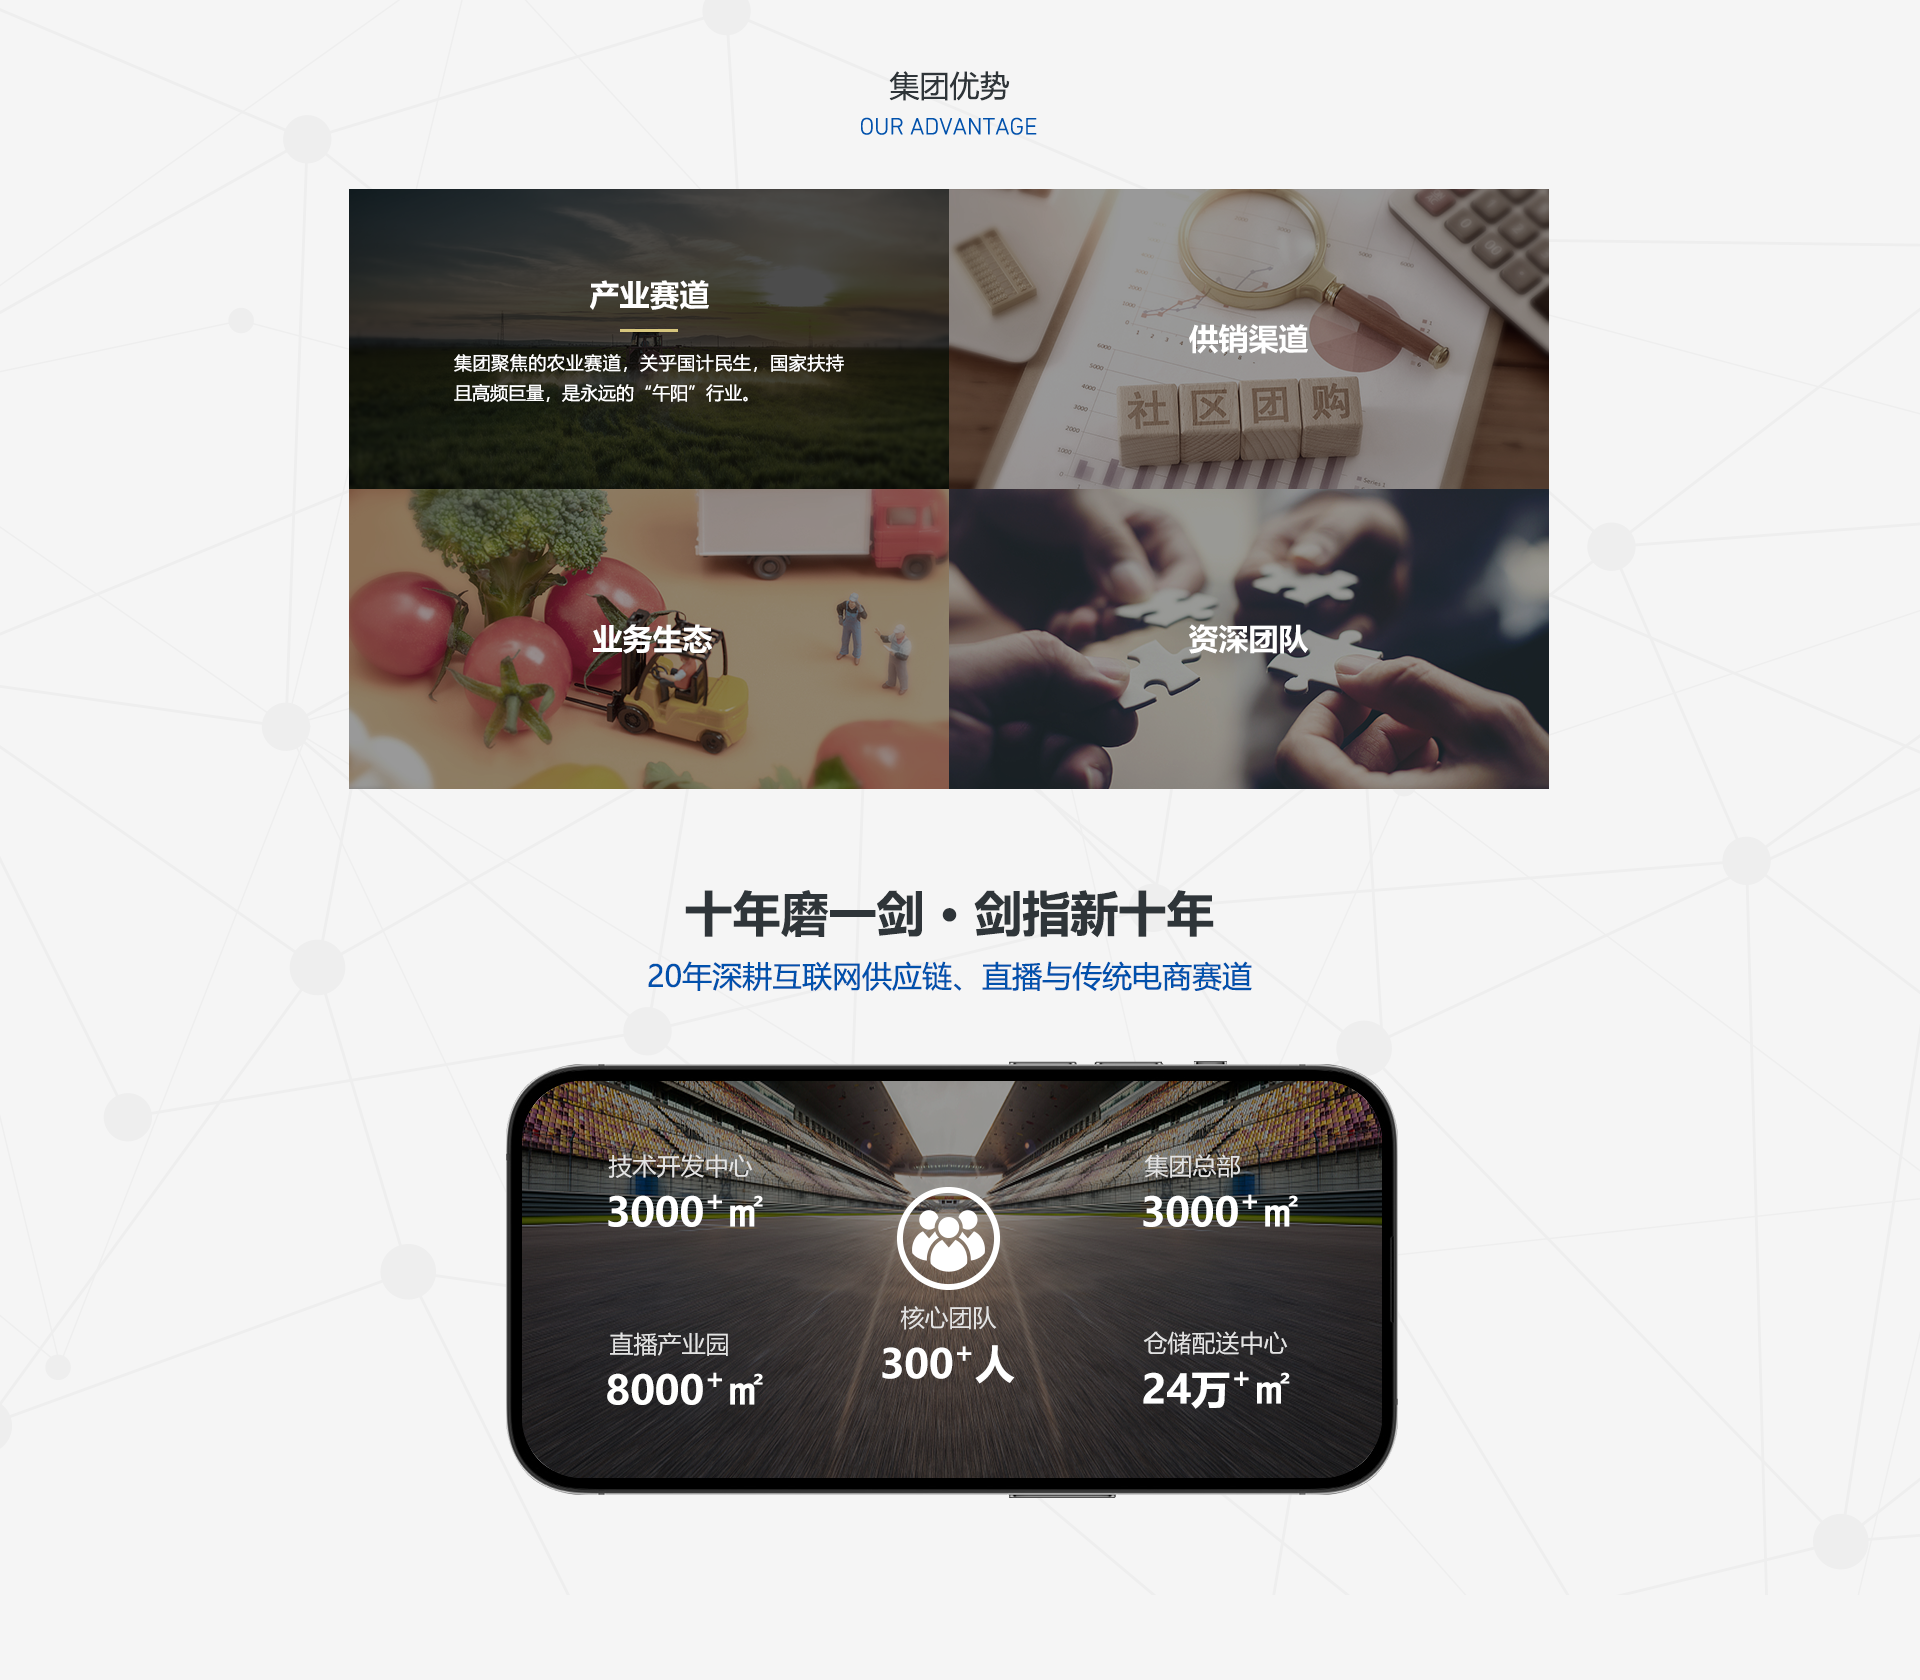 集团优势
OUR ADVANTAGE
产业赛道
集团聚焦的农业赛道，关乎国计民生，国家扶持
且高频巨量，是永远的“午阳”行业。
供销渠道
社区团购
业务生态
资深团队
十年磨一剑·剑指新十年
20年深耕互联网供应链、直播与传统电商赛道
技术开发中心
3000+㎡
集团总部
3000+㎡
核心团队
300+人
直播产业园
8000+㎡
仓储配送中心
24万+㎡